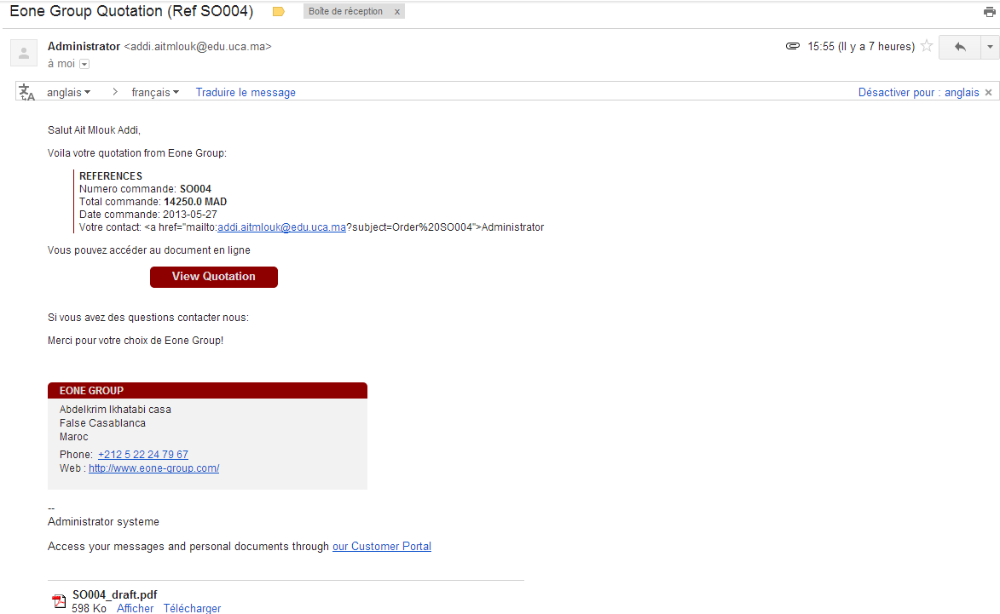 Eone Group Quotation (Ref SO004) Boîte de réception x
Administrator <addi.aitmlouk@edu.uca.ma> 15:55 (Il y a 7 heures)
à moi
anglais > français Traduire le message Désactiver pour : anglais ×
Salut Ait Mlouk Addi,
Voila votre quotation from Eone Group:
REFERENCES
Numero commande: SO004
Total commande: 14250.0 MAD
Date commande: 2013-05-27
Votre contact: <a href="mailto:addi.aitmlouk@edu.uca.ma?subject=Order%20SO004">Administrator
Vous pouvez accéder au document en ligne
View Quotation
Si vous avez des questions contacter nous:
Merci pour votre choix de Eone Group!
EONE GROUP
Abdelkrim lkhatabi casa
False Casablanca
Maroc
Phone: +212 5 22 24 79 67
Web : http://www.eone-group.com/
--
Administrator systeme
Access your messages and personal documents through our Customer Portal
SO004_draft.pdf
598 Ko Afficher Télécharger